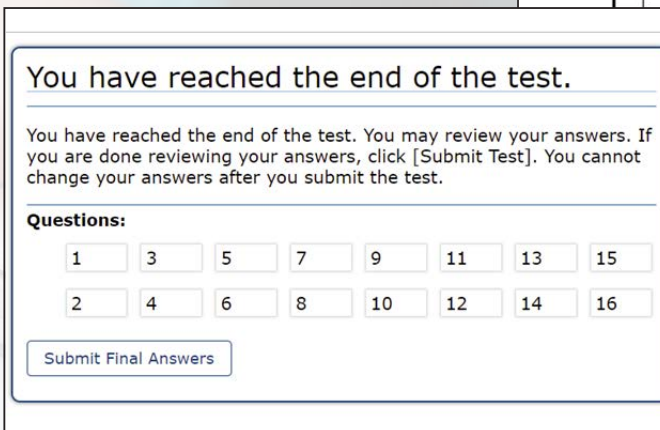 You have reached the end of the test.
You have reached the end of the test. You may review your answers. If
you are done reviewing your answers, click [Submit Test]. You cannot
change your answers after you submit the test.
Questions:
1 3 5 7 9 11 13 15
2 4 6 8 10 12 14 16
Submit Final Answers